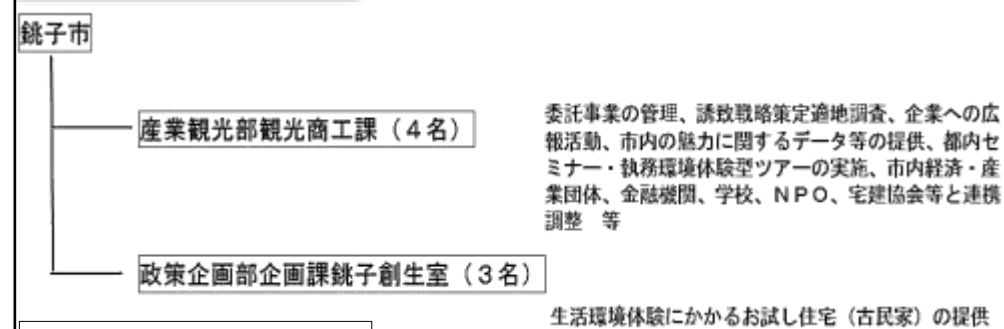 銚子市
産業観光部観光商工課（４名）
委託事業の管理、誘致戦略策定適地調査、企業への広
報活動、市内の魅力に関するデータ等の提供、都内セ
ミナー・執務環境体験型ツアーの実施、市内経済・産
業団体、金融機関、学校、ＮＰＯ、宅建協会等と連携
調整　等
政策企画部企画課銚子創生室（３名）
生活環境体験にかかるお試し住宅（古民家）の提供